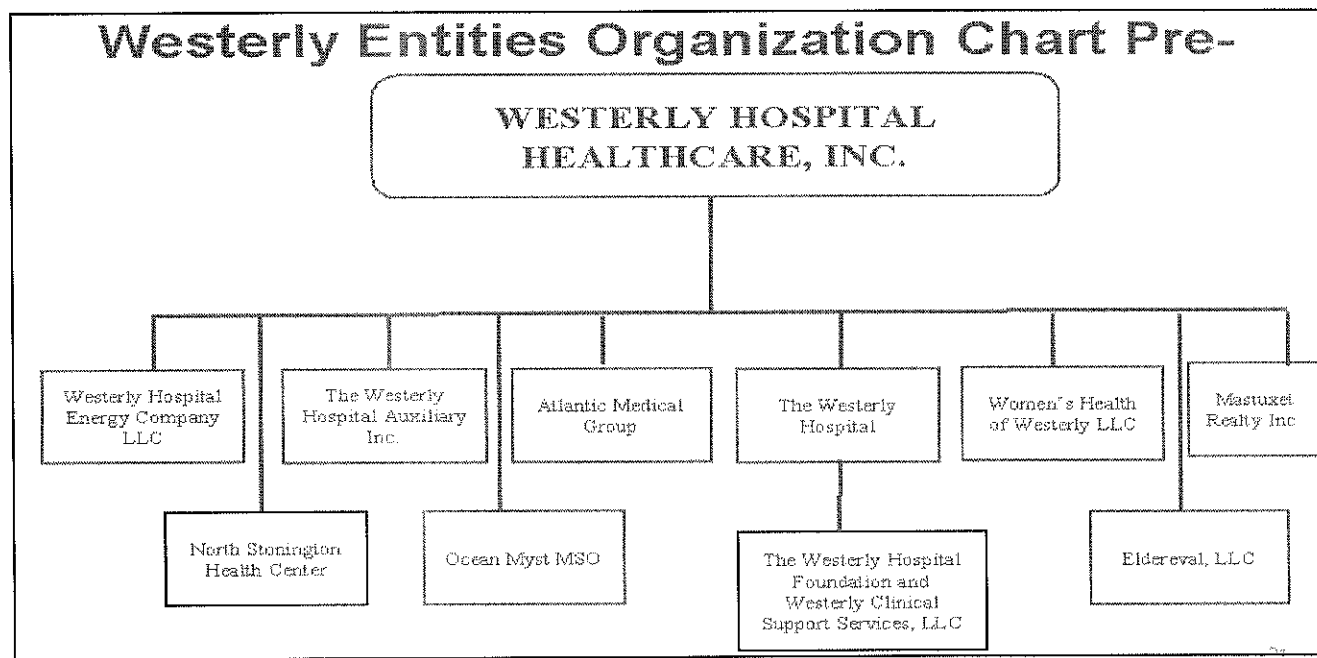 Westerly Entities Organization Chart Pre-
WESTERLY HOSPITAL
HEALTHCARE, INC.
Westerly Hospital
Energy Company
LLC
The Westerly
Hospital Auxiliary
Inc.
Atlantic Medical
Group
The Westerly
Hospital
Women's Health
of Westerly LLC
Mastuxet
Realty Inc
North Stonington
Health Center
Ocean Myst MSO
The Westerly Hospital
Foundation and
Westerly Clinical
Support Services, LLC
Eldereval, LLC